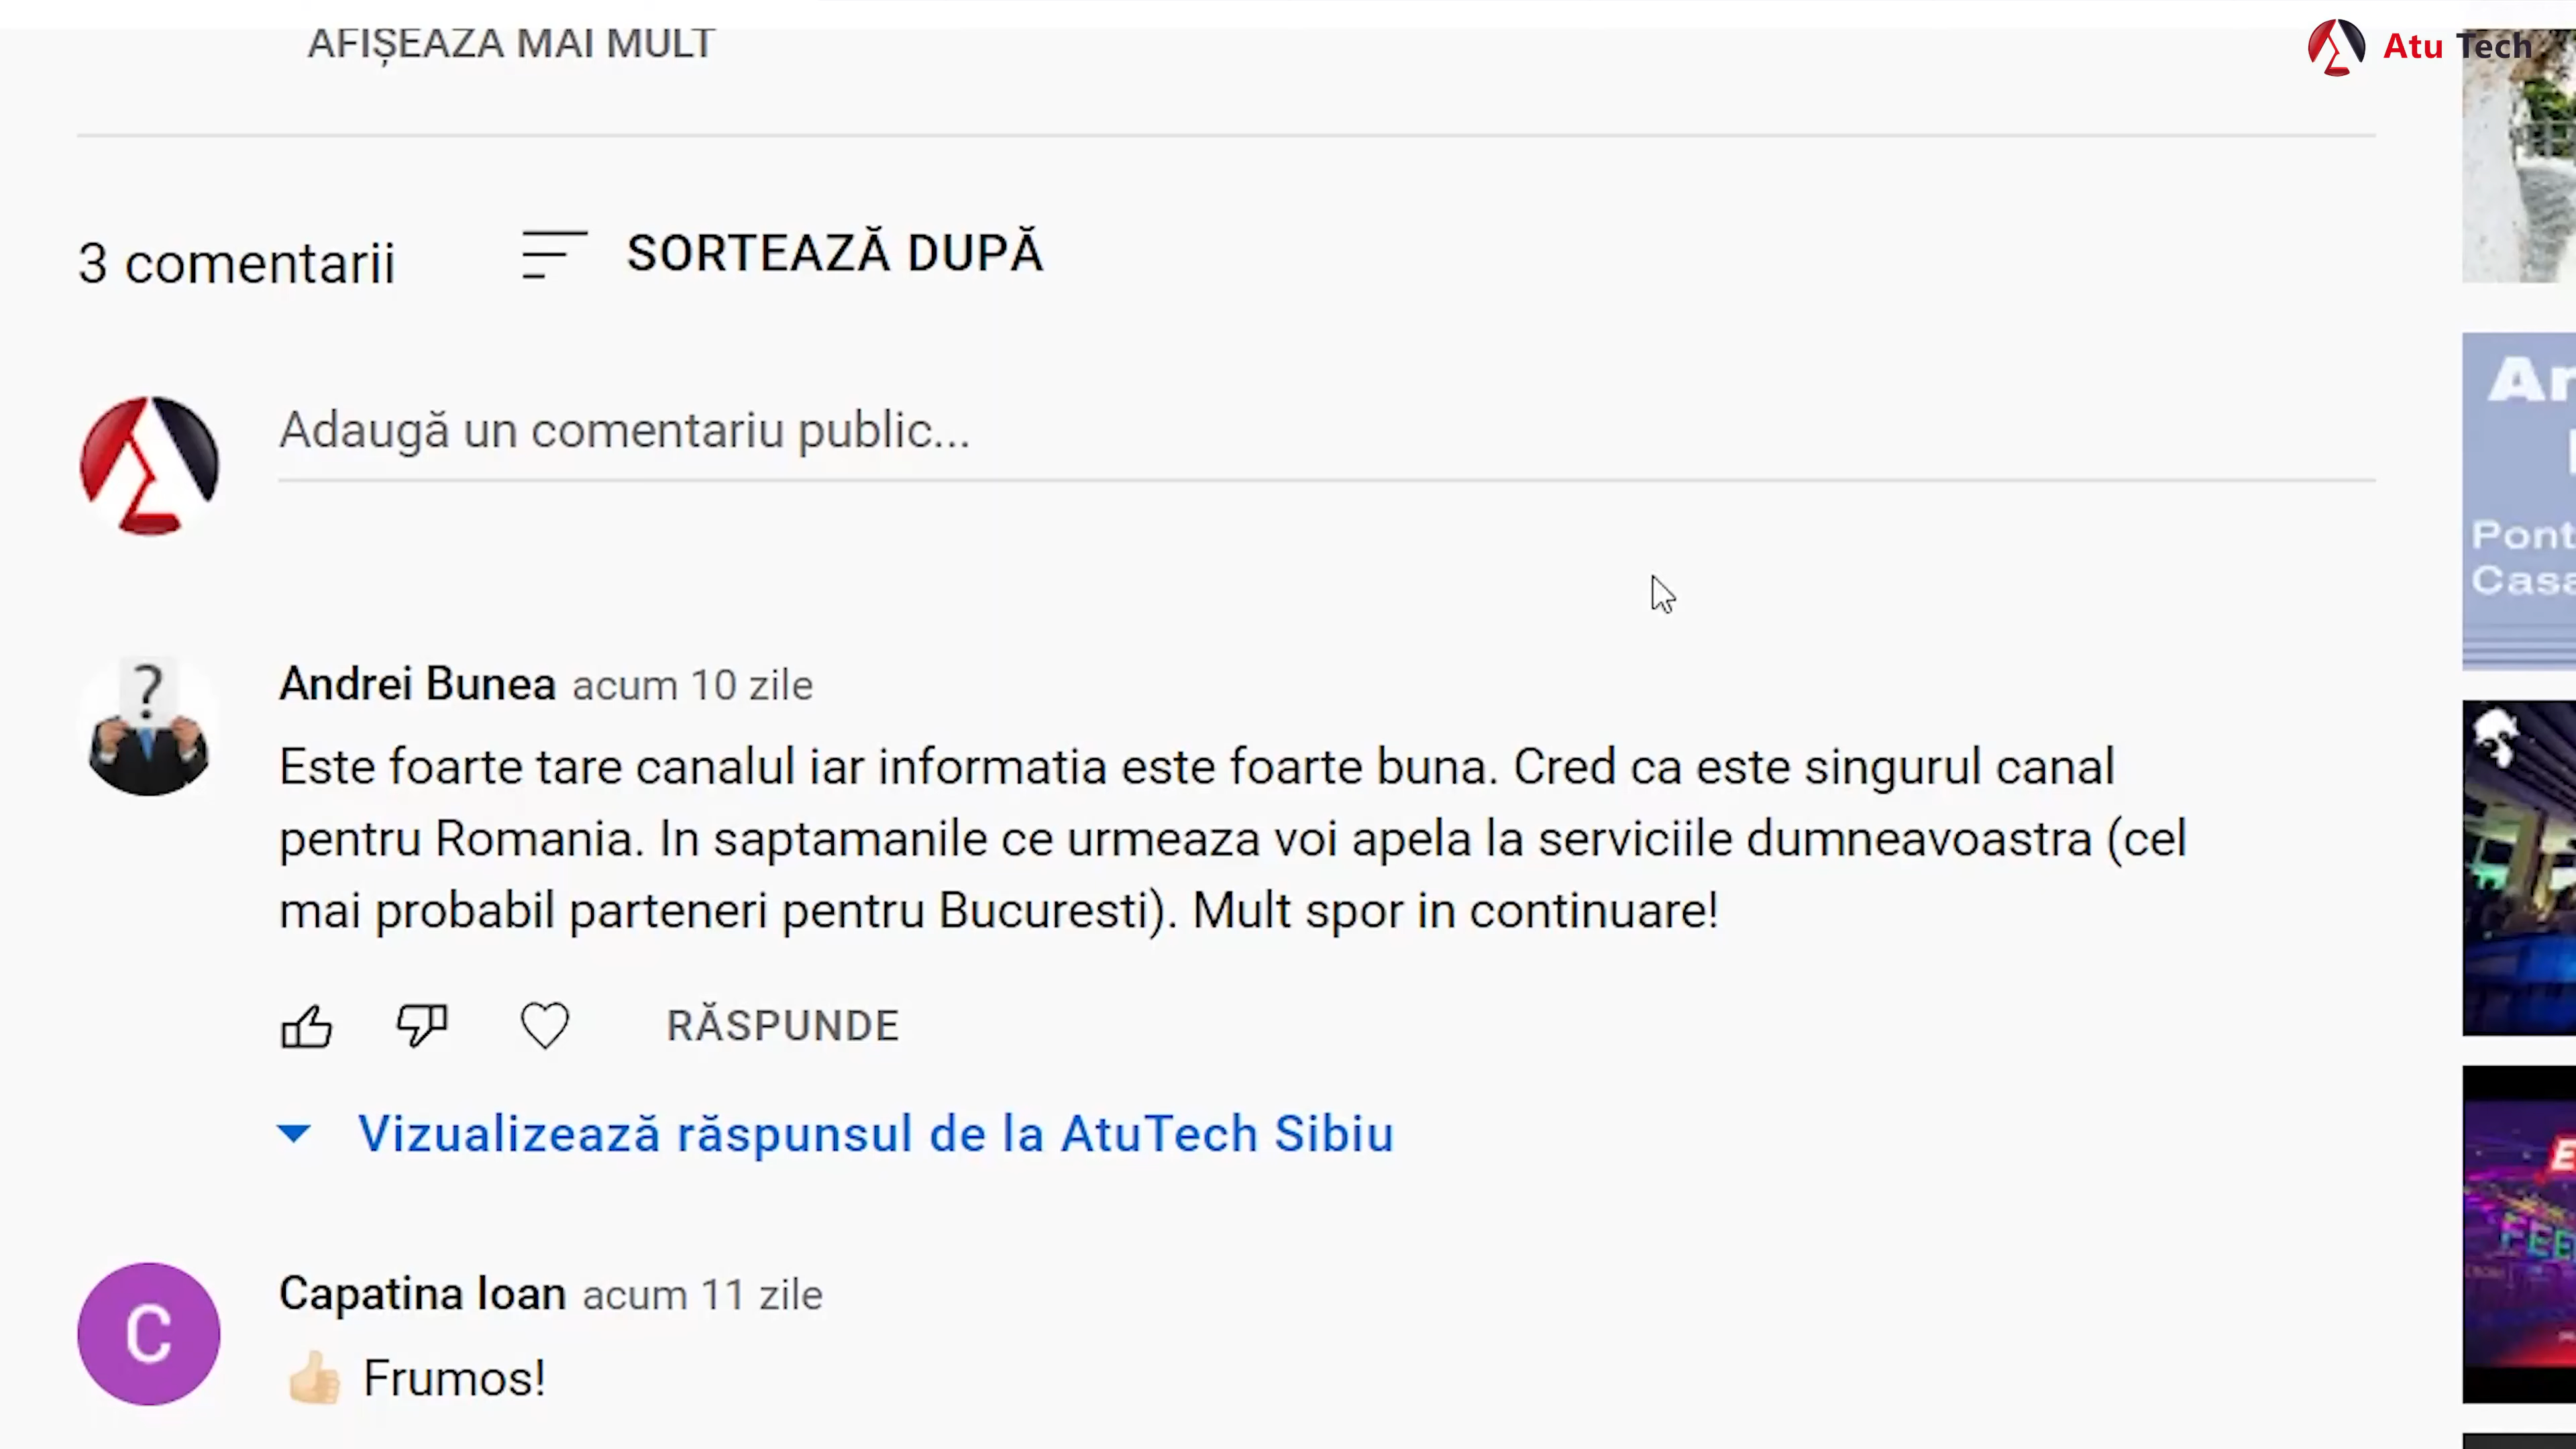 AFIȘEAZA MAI MULT
Atu Tech
3 comentarii
SORTEAZĂ DUPĂ
Adaugă un comentariu public...
Andrei Bunea acum 10 zile
Este foarte tare canalul iar informatia este foarte buna. Cred ca este singurul canal
pentru Romania. In saptamanile ce urmeaza voi apela la serviciile dumneavoastra (cel
mai probabil parteneri pentru Bucuresti). Mult spor in continuare!
RĂSPUNDE
Vizualizează răspunsul de la AtuTech Sibiu
C
Capatina Ioan acum 11 zile
👍🏻 Frumos!
?